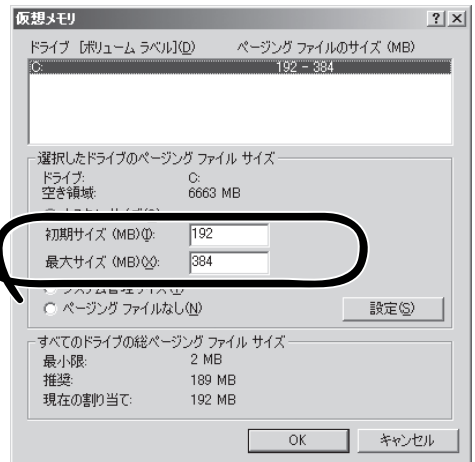 仮想メモリ
ドライブ [ボリューム ラベル](D) ページング ファイルのサイズ (MB)
C: 192 - 384
選択したドライブのページング ファイル サイズ
ドライブ: C:
空き領域: 6663 MB
初期サイズ (MB)(I): 192
最大サイズ (MB)(X): 384
ページング ファイルなし(N) 設定(S)
すべてのドライブの総ページング ファイル サイズ
最小限: 2 MB
推奨: 189 MB
現在の割り当て: 192 MB
OK キャンセル